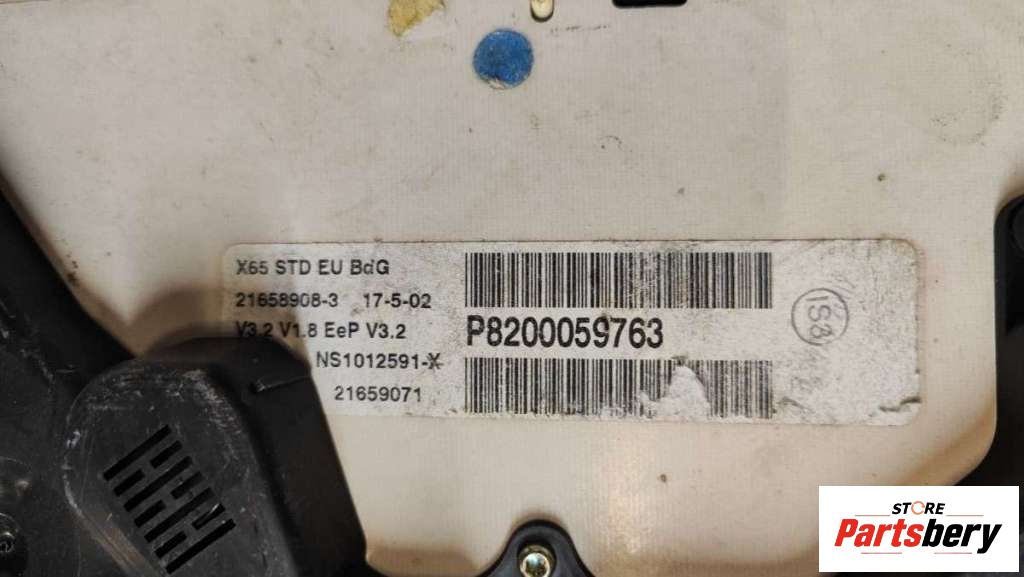 X65 STD EU BdG
21658908-3 17-5-02
V3.2 V1.8 EeP V3.2
NS1012591-X
21659071
P8200059763
STORE
Partsbery